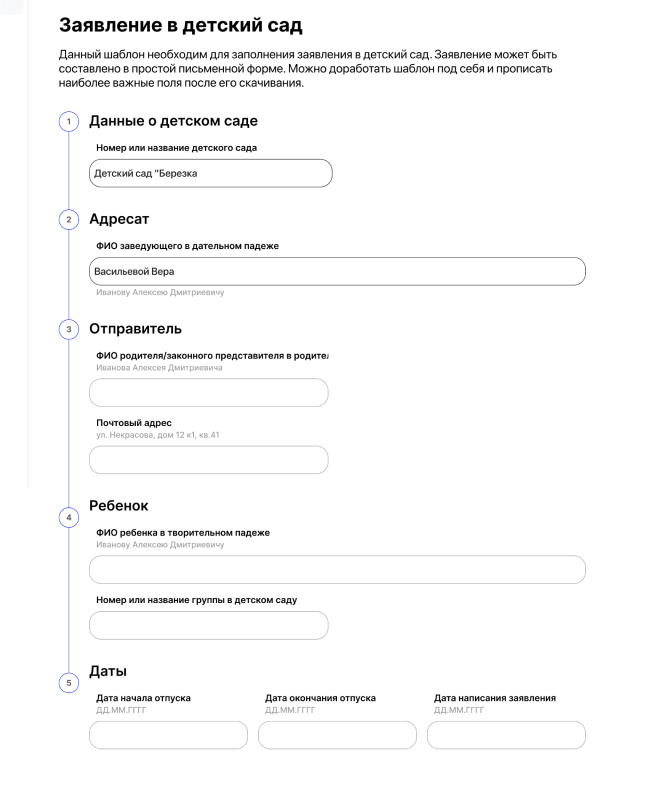 Заявление в детский сад
Данный шаблон необходим для заполнения заявления в детский сад. Заявление может быть
составлено в простой письменной форме. Можно доработать шаблон под себя и прописать
наиболее важные поля после его скачивания.
1
Данные о детском саде
Номер или название детского сада
Детский сад "Березка
2
Адресат
ФИО заведующего в дательном падеже
Васильевой Вера
Иванову Алексею Дмитриевичу
3
Отправитель
ФИО родителя/законного представителя в родител
Иванова Алексея Дмитриевича
Почтовый адрес
ул. Некрасова, дом 12 к1, кв.41
4
Ребенок
ФИО ребенка в творительном падеже
Иванову Алексею Дмитриевичу
Номер или название группы в детском саду
5
Даты
Дата начала отпуска Дата окончания отпуска Дата написания заявления
ДД.ММ.ГГГГ ДД.ММ.ГГГГ ДД.ММ.ГГГГ